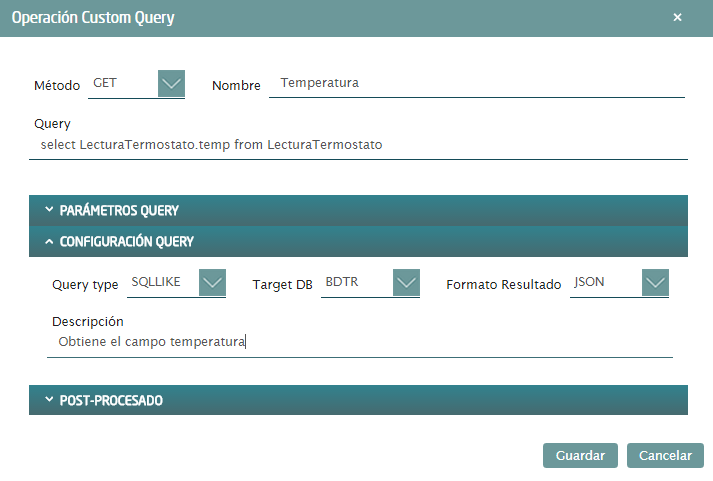 Operación Custom Query ×
Método GET Nombre Temperatura
Query
select LecturaTermostato.temp from LecturaTermostato
PARÁMETROS QUERY
CONFIGURACIÓN QUERY
Query type SQLLIKE Target DB BDTR Formato Resultado JSON
Descripción
Obtiene el campo temperatura
POST-PROCESADO
Guardar Cancelar